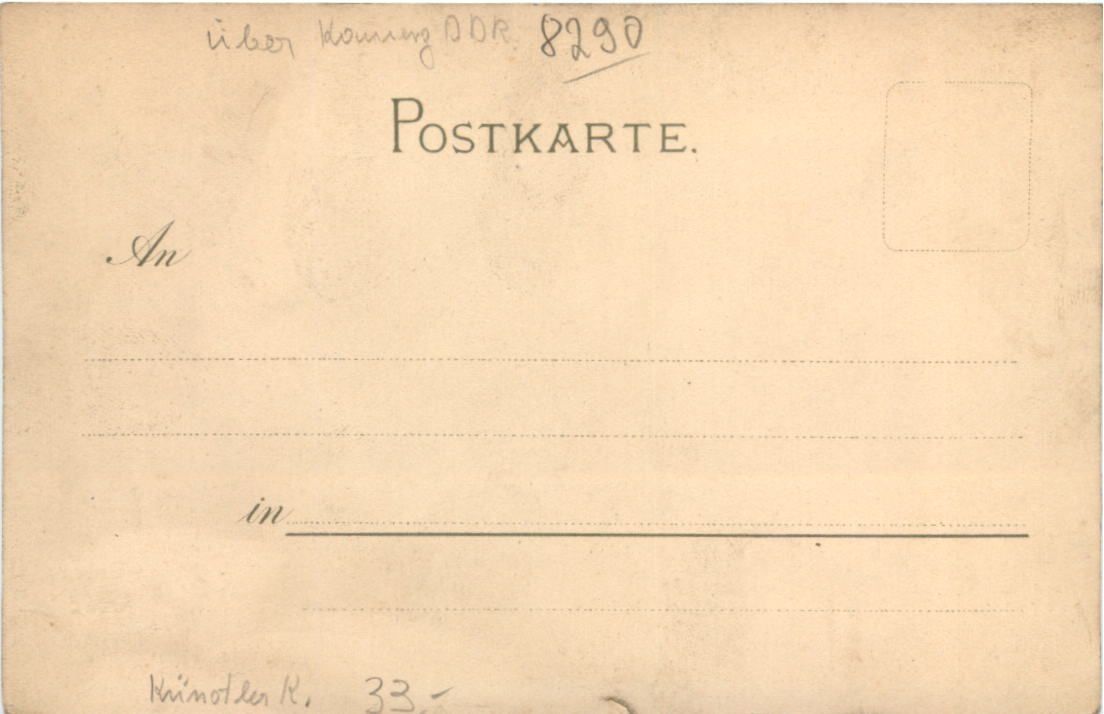 über Kamenz DDR. 8290
POSTKARTE.
An
in
Künstler K. 33.-